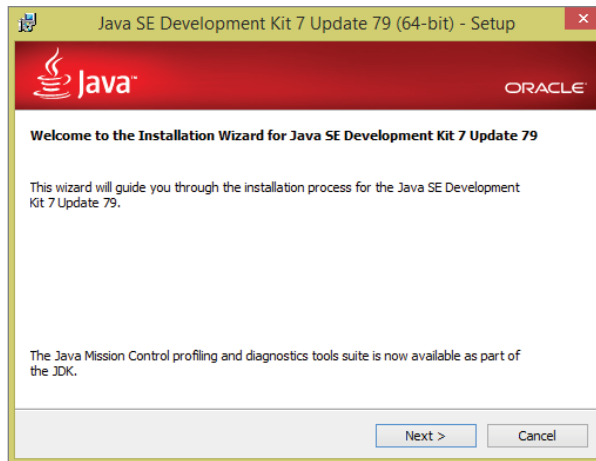 Java SE Development Kit 7 Update 79 (64-bit) - Setup
Java™
ORACLE
Welcome to the Installation Wizard for Java SE Development Kit 7 Update 79
This wizard will guide you through the installation process for the Java SE Development
Kit 7 Update 79.
The Java Mission Control profiling and diagnostics tools suite is now available as part of
the JDK.
Next >
Cancel